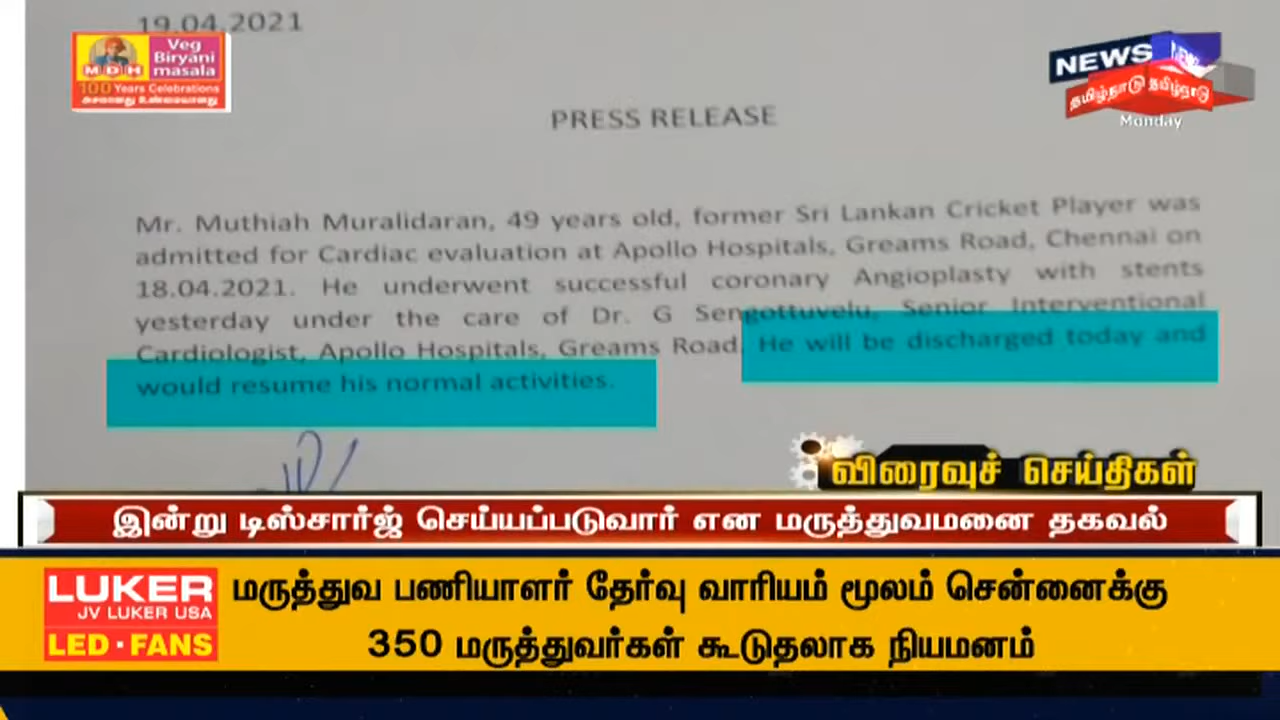 19.04.2021
MDH
Veg
Biryani
masala
100 Years Celebrations
அசலானது உண்மையானது
NEWS
தமிழ்நாடு தமிழ்நாடு
Monday
PRESS RELEASE
Mr. Muthiah Muralidaran, 49 years old, former Sri Lankan Cricket Player was
admitted for Cardiac evaluation at Apollo Hospitals, Greams Road, Chennai on
18.04.2021. He underwent successful coronary Angioplasty with stents
yesterday under the care of Dr. G Sengottuvelu, Senior Interventional
Cardiologist, Apollo Hospitals, Greams Road. He will be discharged today and
would resume his normal activities.
விரைவுச் செய்திகள்
இன்று டிஸ்சார்ஜ் செய்யப்படுவார் என மருத்துவமனை தகவல்
LUKER
JV LUKER USA
LED · FANS
மருத்துவ பணியாளர் தேர்வு வாரியம் மூலம் சென்னைக்கு
350 மருத்துவர்கள் கூடுதலாக நியமனம்